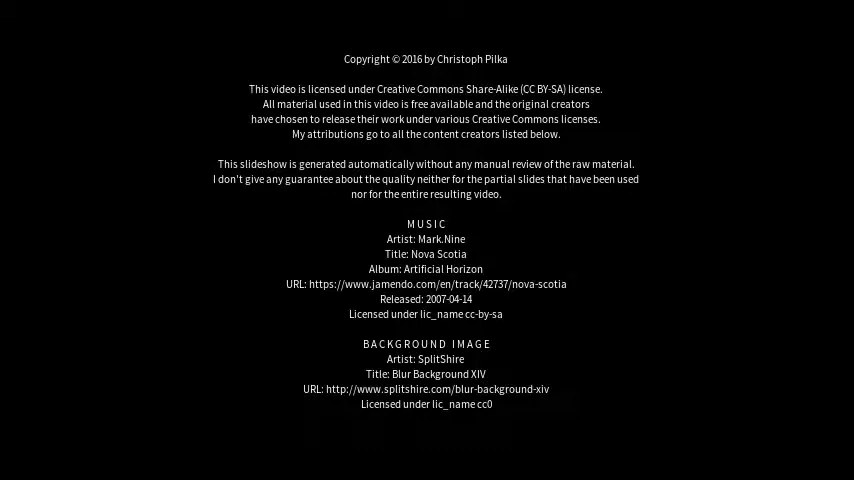 Copyright © 2016 by Christoph Pilka
This video is licensed under Creative Commons Share-Alike (CC BY-SA) license.
All material used in this video is free available and the original creators
have chosen to release their work under various Creative Commons licenses.
My attributions go to all the content creators listed below.
This slideshow is generated automatically without any manual review of the raw material.
I don't give any guarantee about the quality neither for the partial slides that have been used
nor for the entire resulting video.
MUSIC
Artist: Mark.Nine
Title: Nova Scotia
Album: Artificial Horizon
URL: https://www.jamendo.com/en/track/42737/nova-scotia
Released: 2007-04-14
Licensed under lic_name cc-by-sa
BACKGROUND IMAGE
Artist: SplitShire
Title: Blur Background XIV
URL: http://www.splitshire.com/blur-background-xiv
Licensed under lic_name cc0